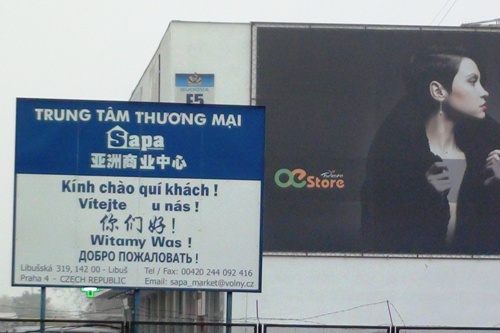 TRUNG TÂM THƯƠNG MẠI
Sapa
亚洲商业中心
Kính chào quí khách !
Vítejte u nás !
你们好！
Witamy Was !
ДОБРО ПОЖАЛОВАТЬ !
Libušská 319, 142 00 - Libuš
Praha 4 - CZECH REPUBLIC
Tel / Fax: 00420 244 092 416
Email: sapa_market@volny.cz
E5
OE Store